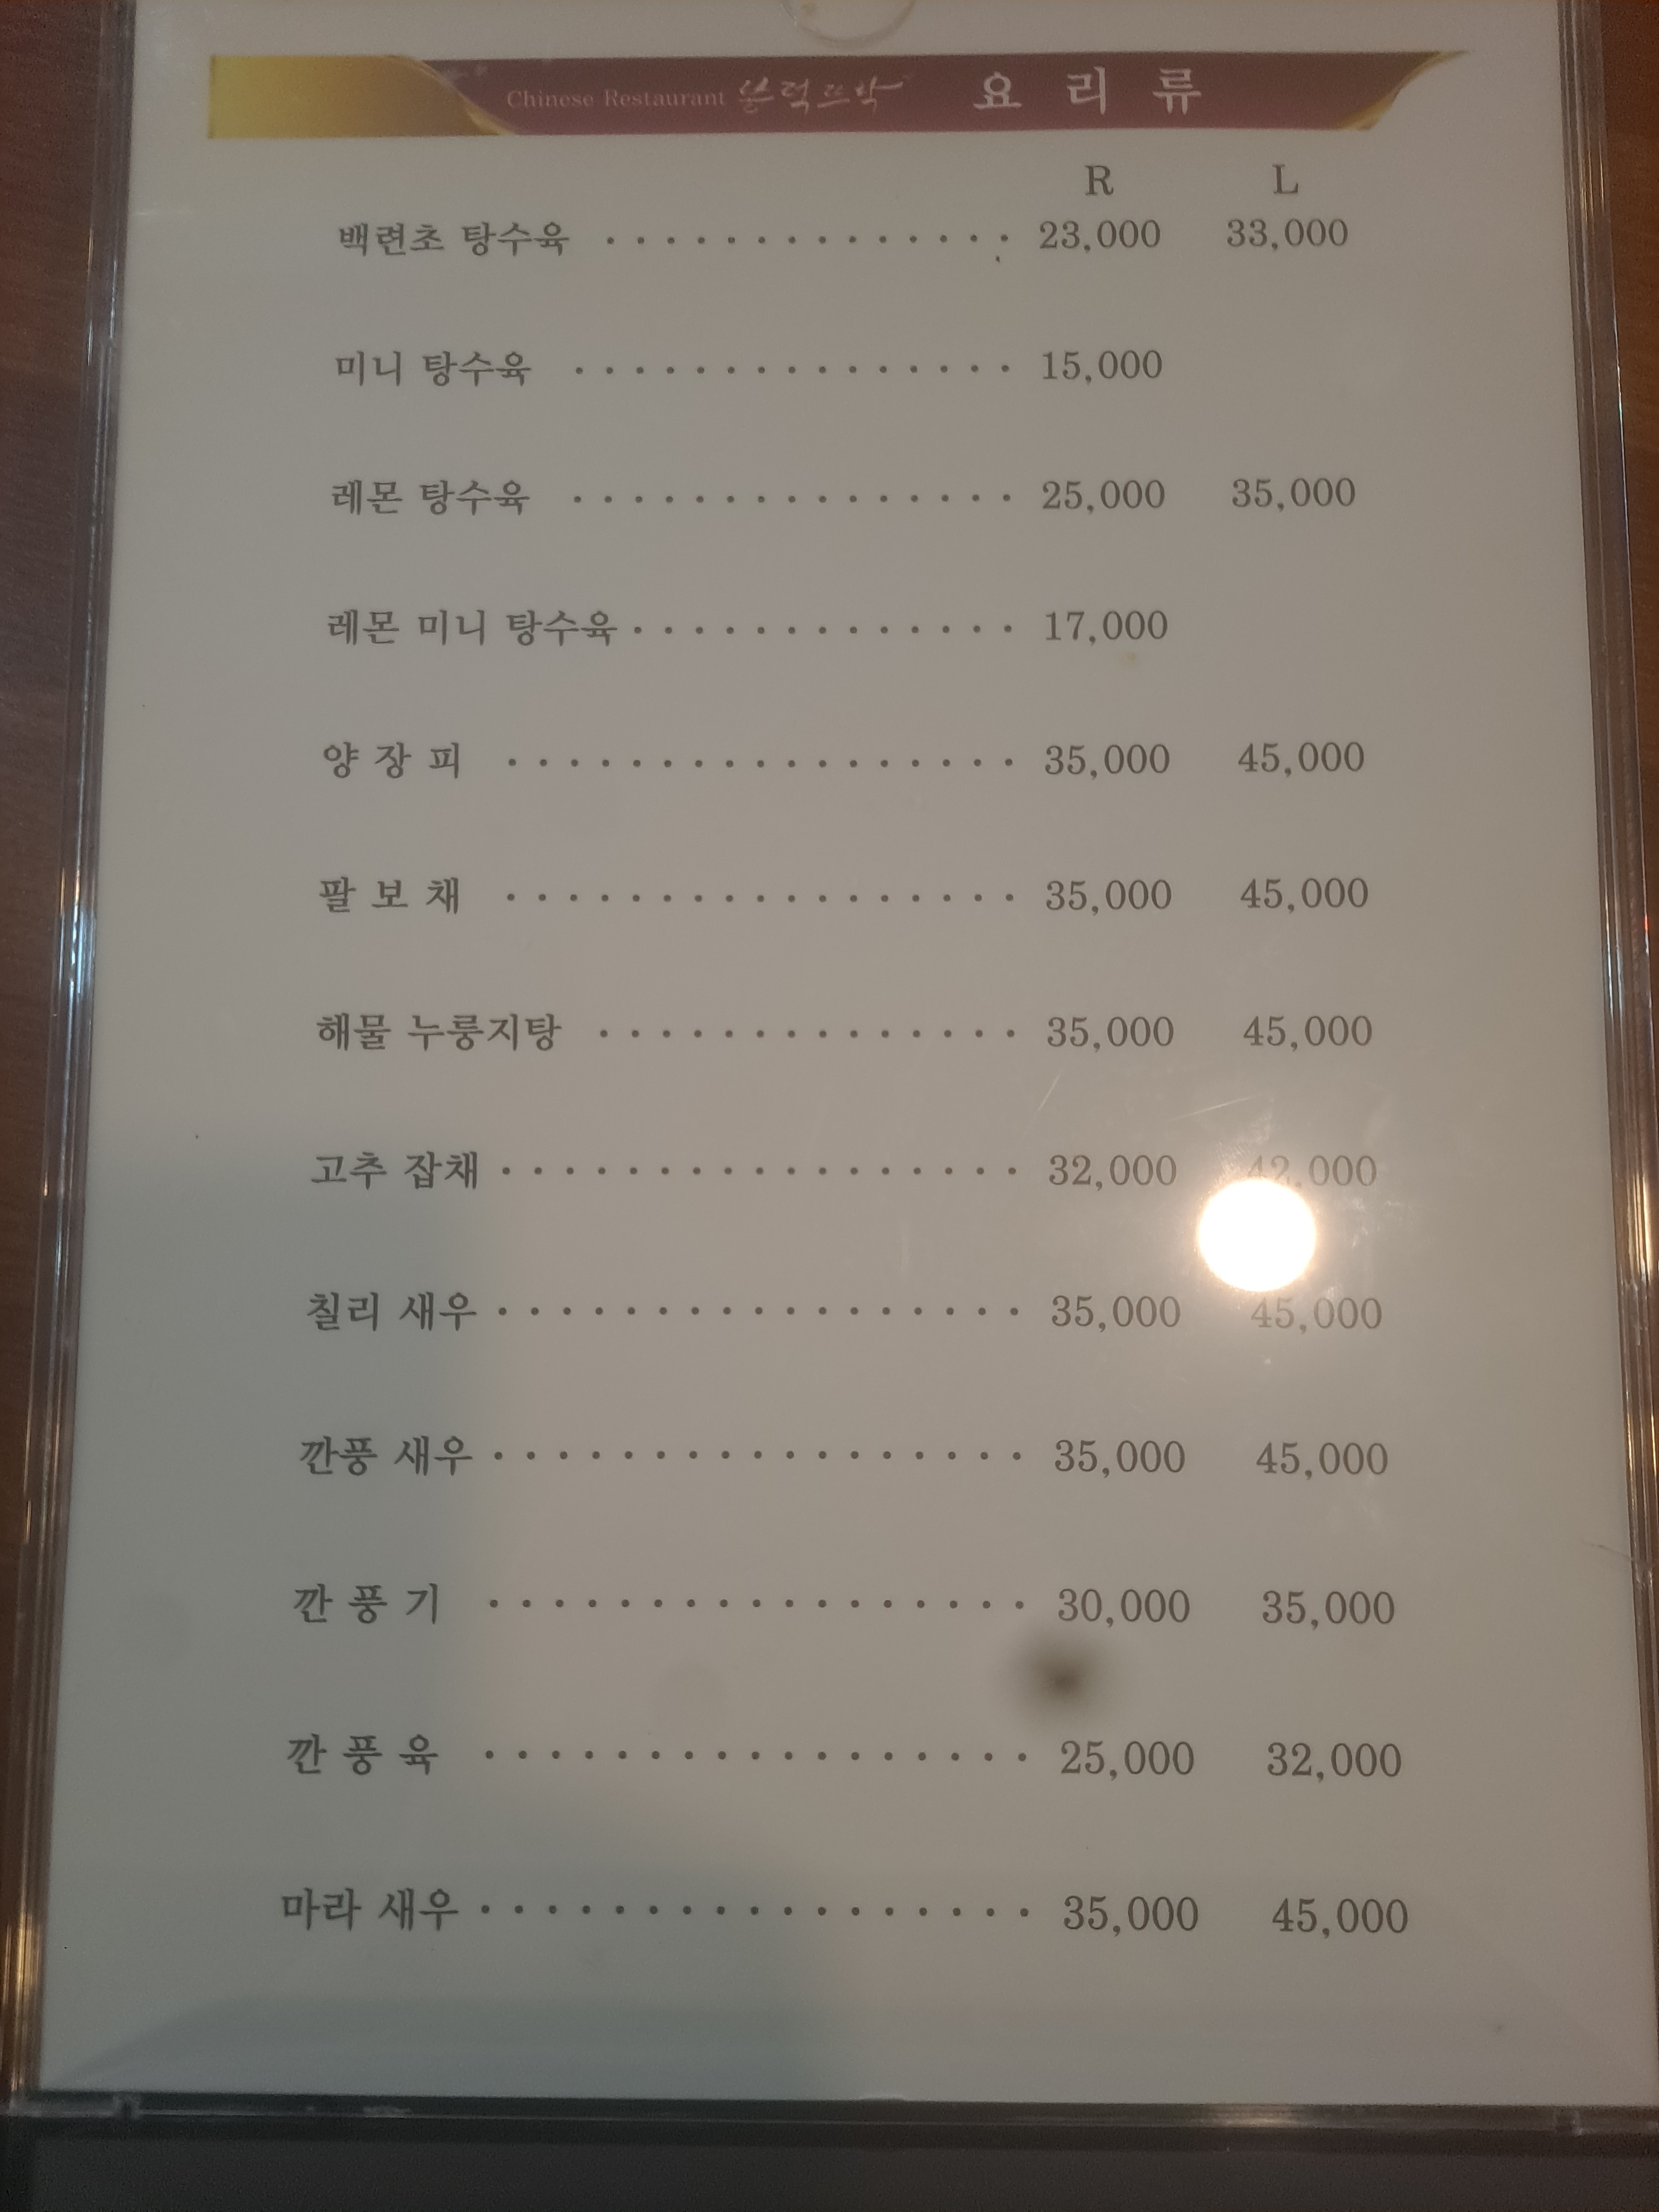 Chinese Restaurant 요 리 류
R L
백련초 탕수육 · · · · · · · · · · · · · · 23,000 33,000
미니 탕수육 · · · · · · · · · · · · · · · 15,000
레몬 탕수육 · · · · · · · · · · · · · · · 25,000 35,000
레몬 미니 탕수육 · · · · · · · · · · · · · 17,000
양 장 피 · · · · · · · · · · · · · · · · · 35,000 45,000
팔 보 채 · · · · · · · · · · · · · · · · · 35,000 45,000
해물 누룽지탕 · · · · · · · · · · · · · · 35,000 45,000
고추 잡채 · · · · · · · · · · · · · · · · · 32,000 42,000
칠리 새우 · · · · · · · · · · · · · · · · · 35,000 45,000
깐풍 새우 · · · · · · · · · · · · · · · · · 35,000 45,000
깐 풍 기 · · · · · · · · · · · · · · · · · 30,000 35,000
깐 풍 육 · · · · · · · · · · · · · · · · · 25,000 32,000
마라 새우 · · · · · · · · · · · · · · · · · 35,000 45,000